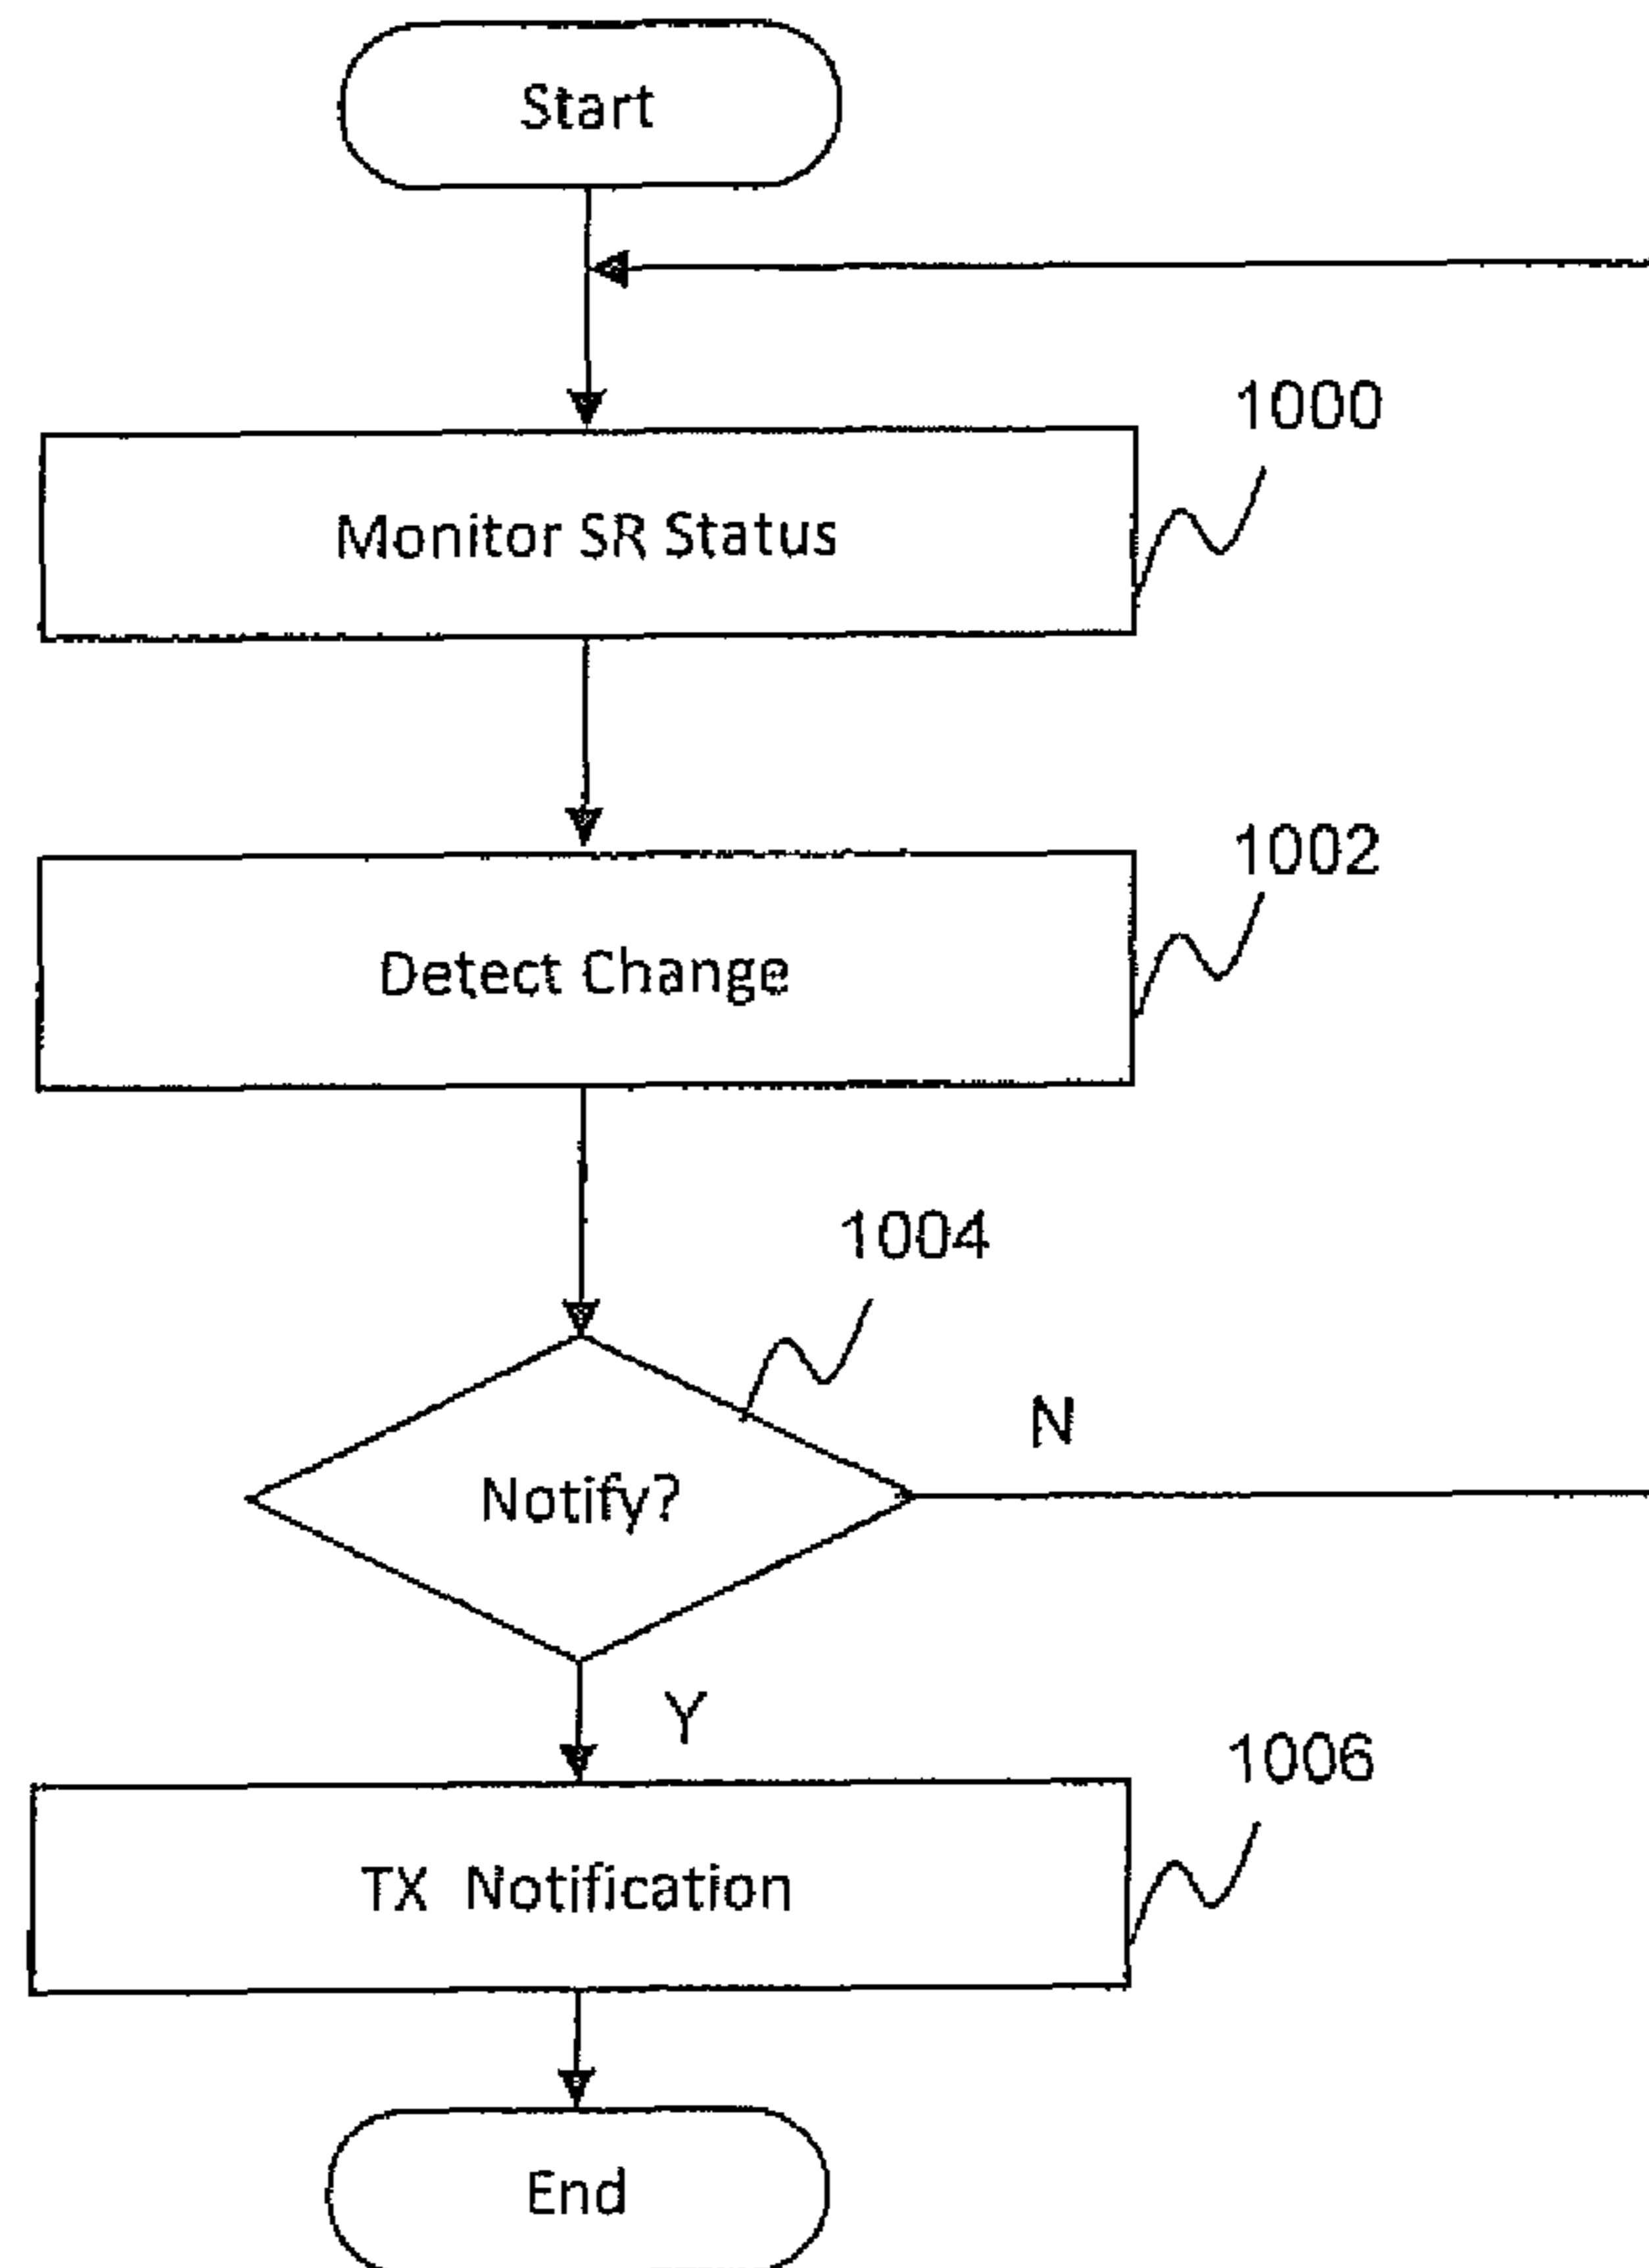 Start
1000
Monitor SR Status
1002
Detect Change
1004
N
Notify?
Y
1006
TX Notification
End